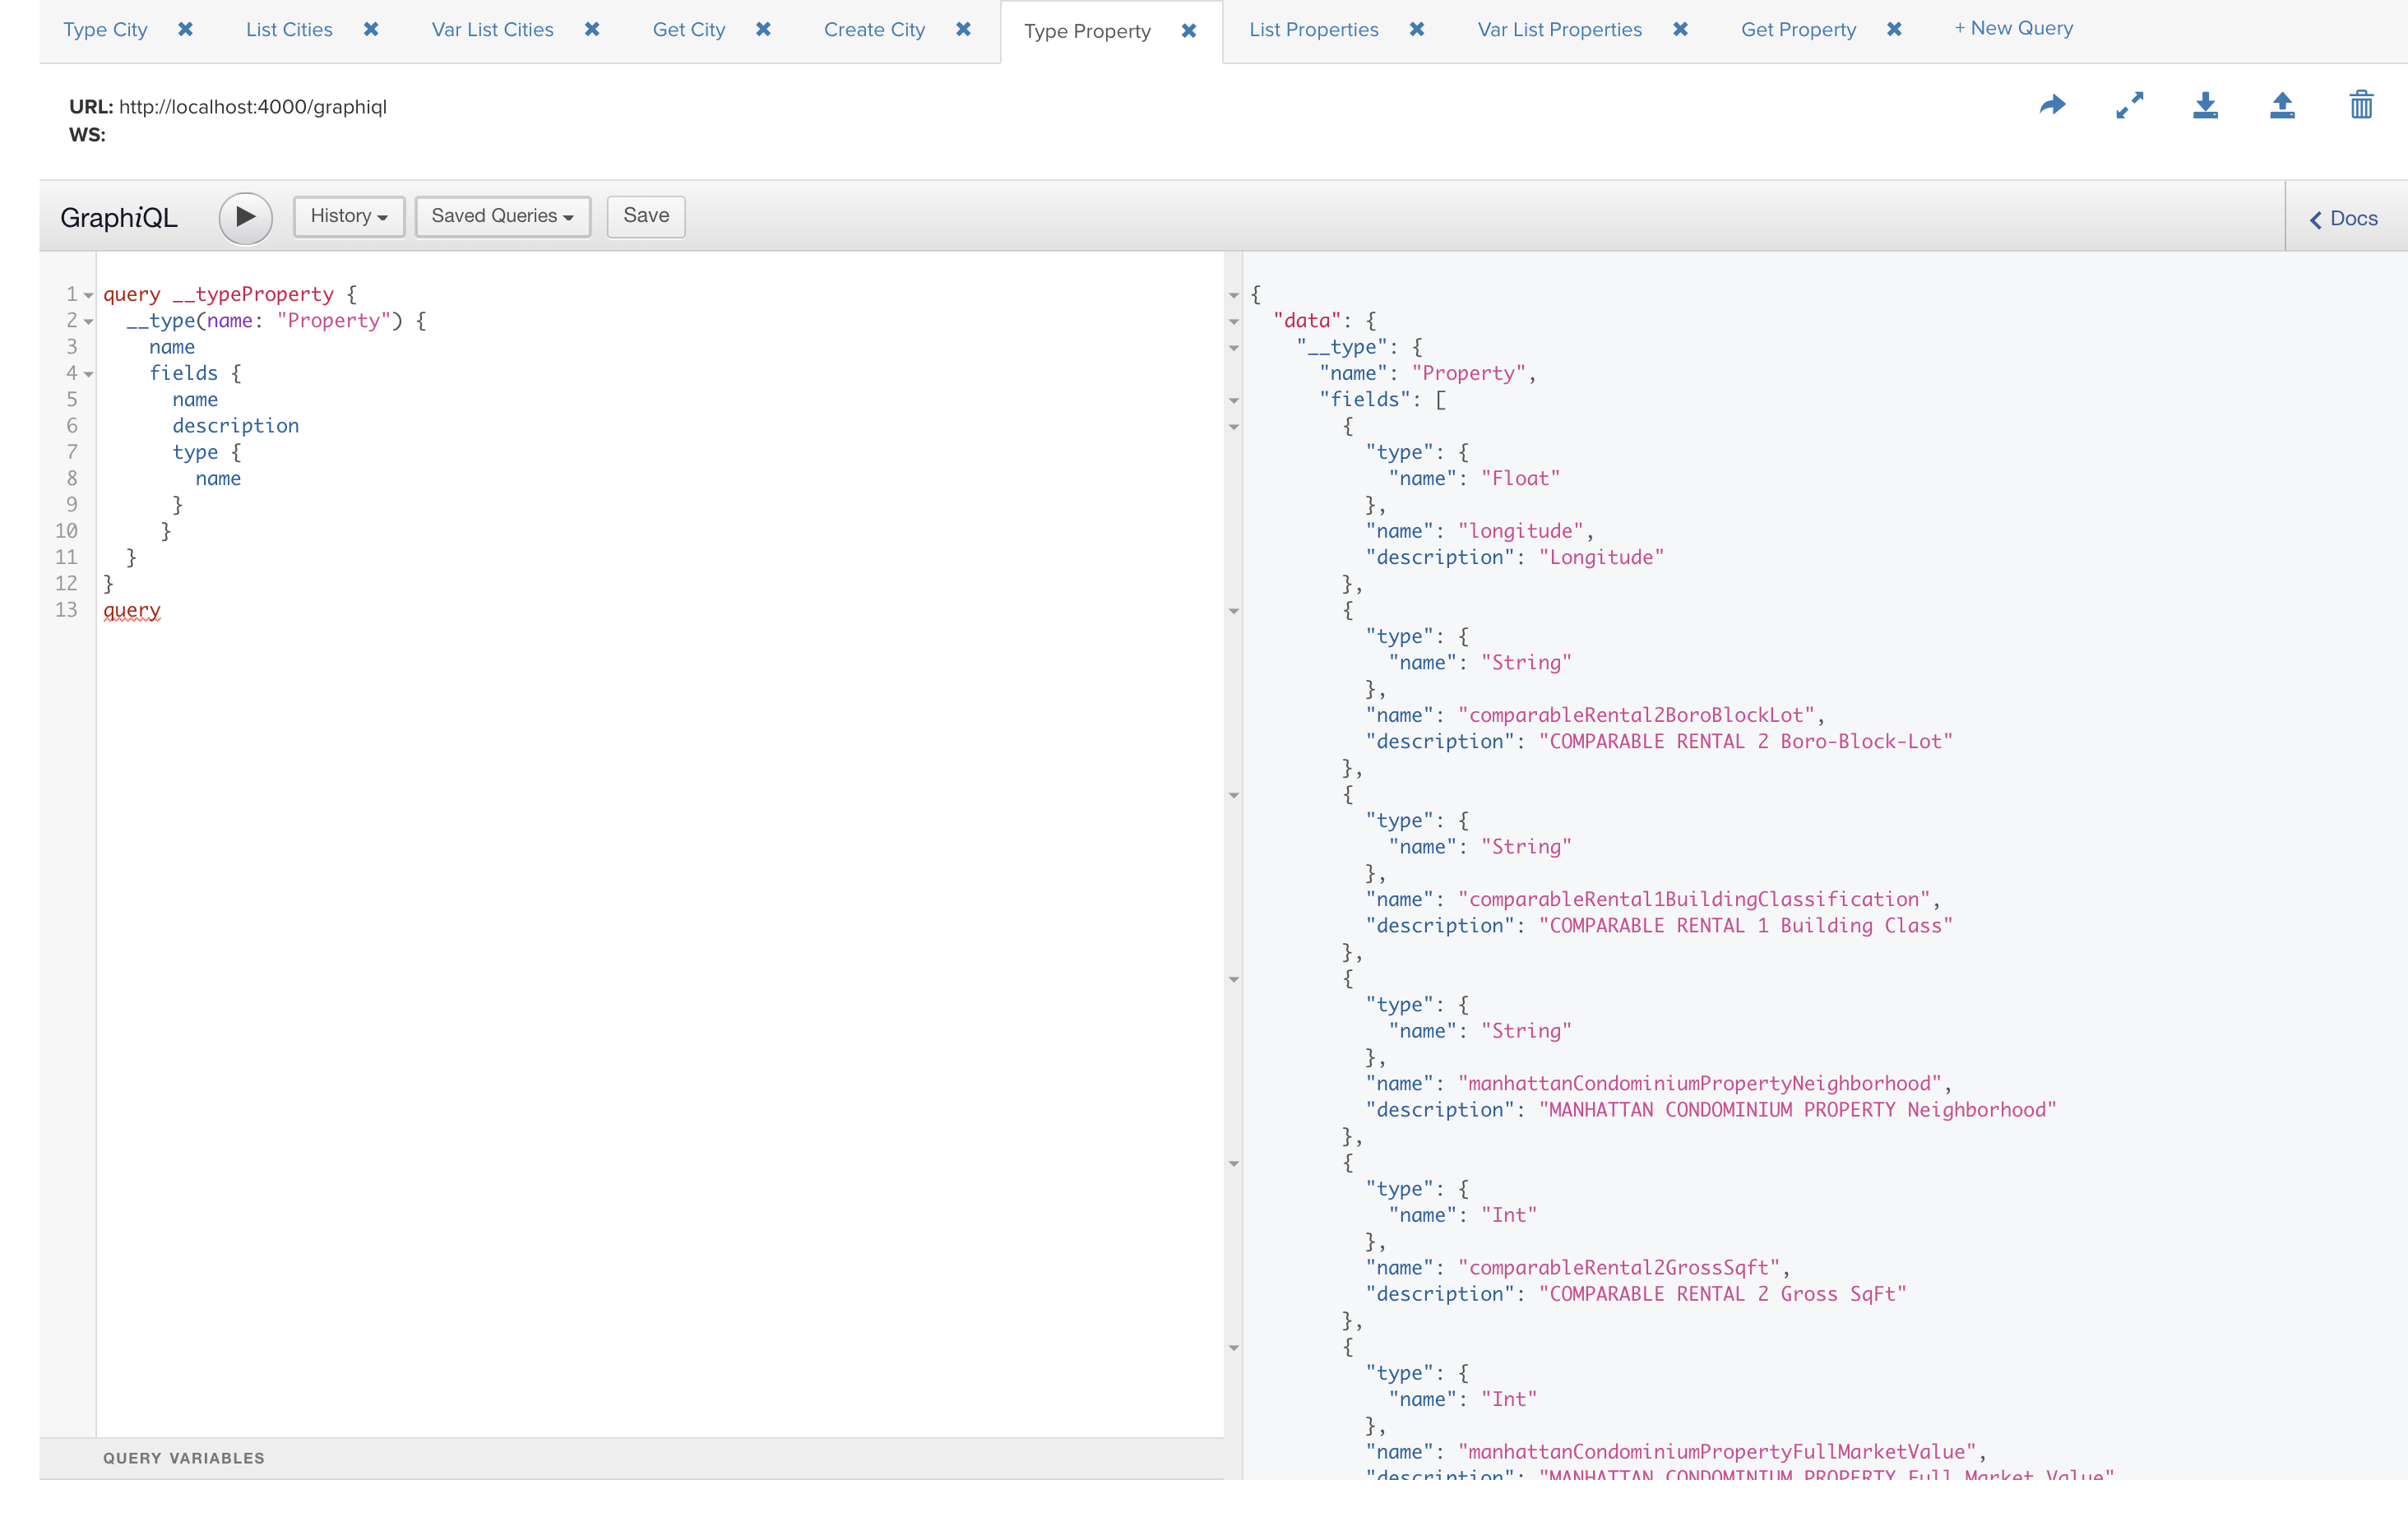 Type City ✖ List Cities ✖ Var List Cities ✖ Get City ✖ Create City ✖ Type Property ✖ List Properties ✖ Var List Properties ✖ Get Property ✖ + New Query
URL: http://localhost:4000/graphiql
WS:
GraphiQL History Saved Queries Save Docs
1 query __typeProperty {
2 __type(name: "Property") {
3 name
4 fields {
5 name
6 description
7 type {
8 name
9 }
10 }
11 }
12 }
13 query
QUERY VARIABLES
{
"data": {
"__type": {
"name": "Property",
"fields": [
{
"type": {
"name": "Float"
},
"name": "longitude",
"description": "Longitude"
},
{
"type": {
"name": "String"
},
"name": "comparableRental2BoroBlockLot",
"description": "COMPARABLE RENTAL 2 Boro-Block-Lot"
},
{
"type": {
"name": "String"
},
"name": "comparableRental1BuildingClassification",
"description": "COMPARABLE RENTAL 1 Building Class"
},
{
"type": {
"name": "String"
},
"name": "manhattanCondominiumPropertyNeighborhood",
"description": "MANHATTAN CONDOMINIUM PROPERTY Neighborhood"
},
{
"type": {
"name": "Int"
},
"name": "comparableRental2GrossSqft",
"description": "COMPARABLE RENTAL 2 Gross SqFt"
},
{
"type": {
"name": "Int"
},
"name": "manhattanCondominiumPropertyFullMarketValue",
"description": "MANHATTAN CONDOMINIUM PROPERTY Full Market Value"